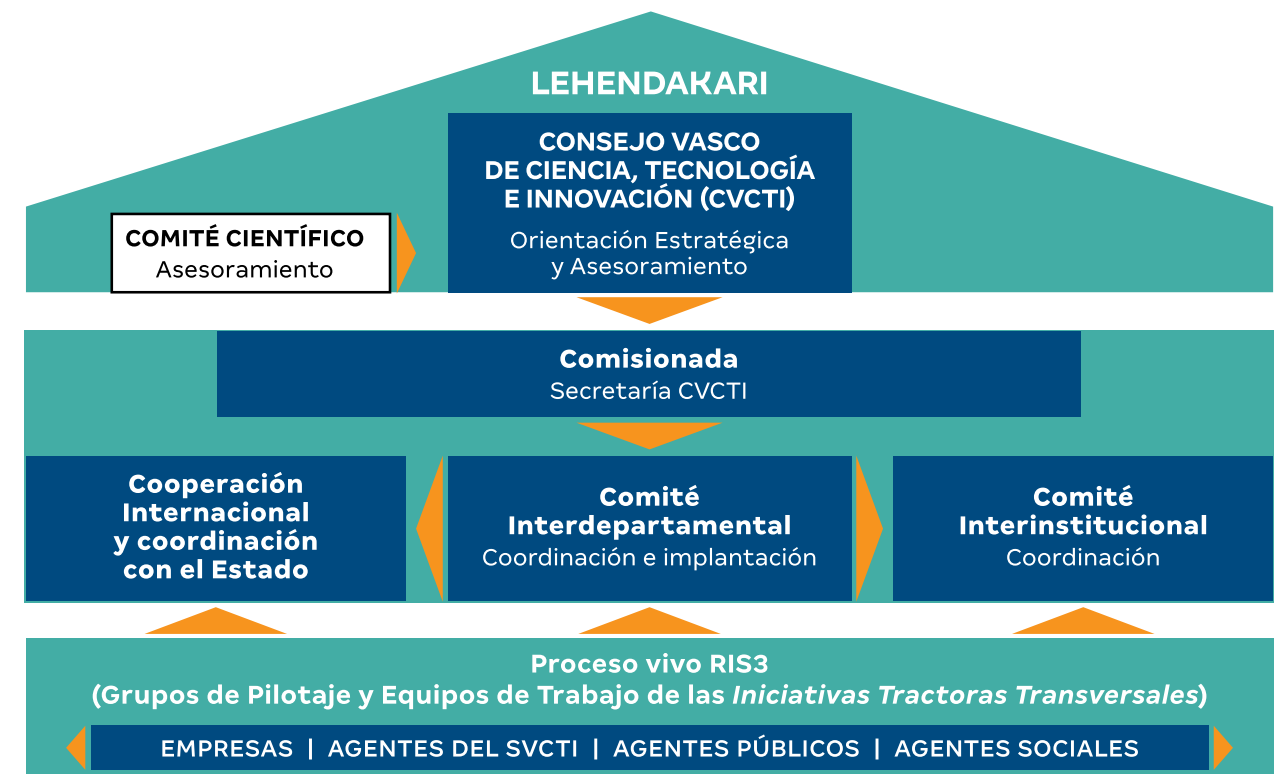 LEHENDAKARI
CONSEJO VASCO
DE CIENCIA, TECNOLOGÍA
E INNOVACIÓN (CVCTI)
Orientación Estratégica
y Asesoramiento
COMITÉ CIENTÍFICO
Asesoramiento
Comisionada
Secretaría CVCTI
Cooperación
Internacional
y coordinación
con el Estado
Comité
Interdepartamental
Coordinación e implantación
Comité
Interinstitucional
Coordinación
Proceso vivo RIS3
(Grupos de Pilotaje y Equipos de Trabajo de las Iniciativas Tractoras Transversales)
EMPRESAS | AGENTES DEL SVCTI | AGENTES PÚBLICOS | AGENTES SOCIALES